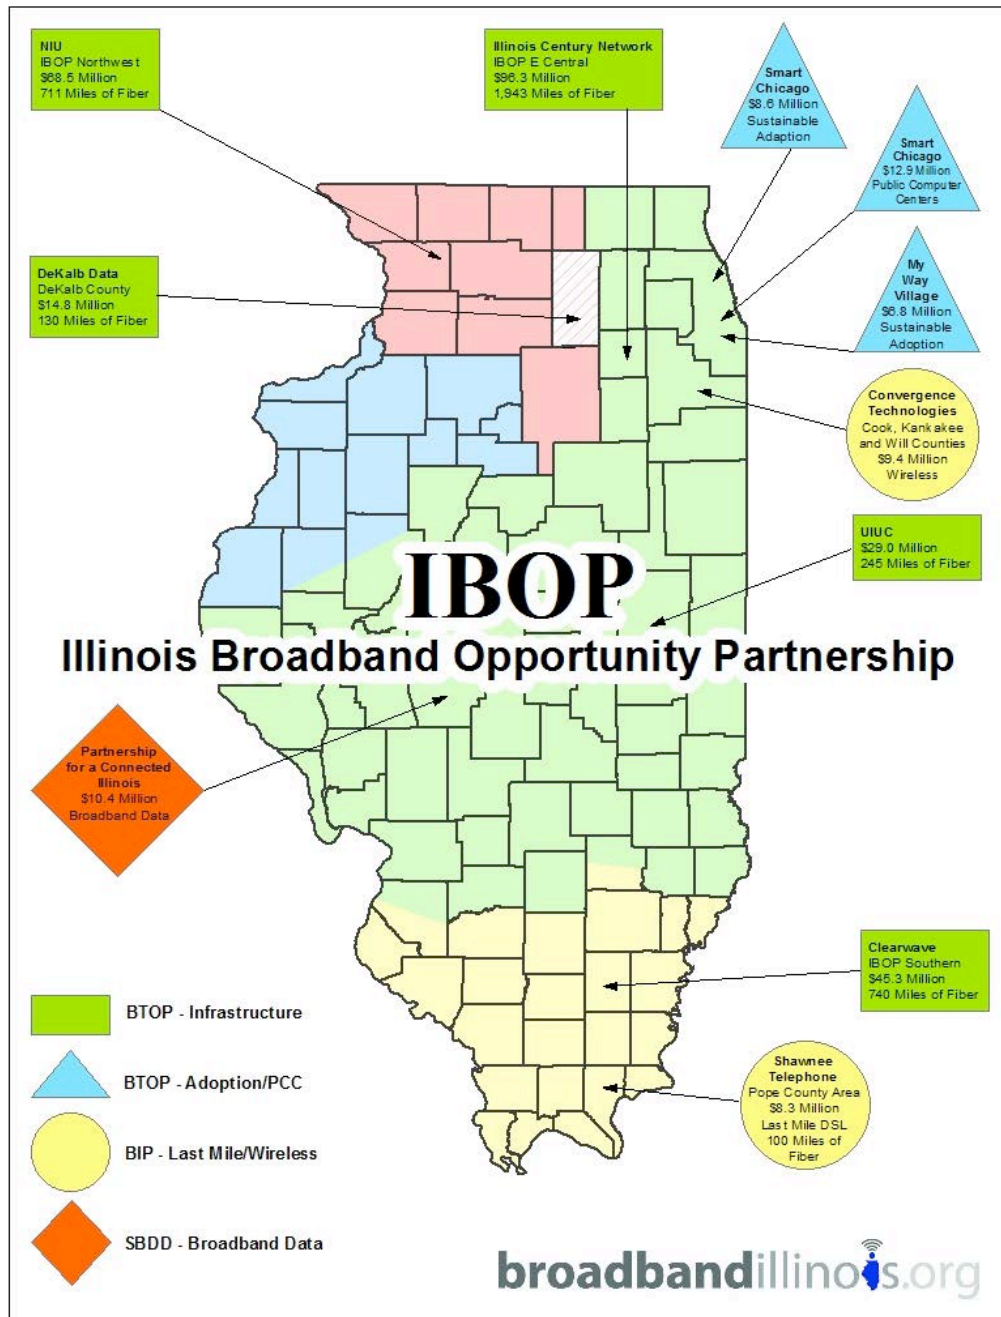 NIU
IBOP Northwest
$68.5 Million
711 Miles of Fiber
Illinois Century Network
IBOP E Central
$96.3 Million
1,943 Miles of Fiber
Smart
Chicago
$8.6 Million
Sustainable
Adaption
Smart
Chicago
$12.9 Million
Public Computer
Centers
DeKalb Data
DeKalb County
$14.8 Million
130 Miles of Fiber
My
Way
Village
$6.8 Million
Sustainable
Adoption
Convergence
Technologies
Cook, Kankakee
and Will Counties
$9.4 Million
Wireless
UIUC
$29.0 Million
245 Miles of Fiber
IBOP
Illinois Broadband Opportunity Partnership
Partnership
for a Connected
Illinois
$10.4 Million
Broadband Data
Clearwave
IBOP Southern
$45.3 Million
740 Miles of Fiber
Shawnee
Telephone
Pope County Area
$8.3 Million
Last Mile DSL
100 Miles of
Fiber
BTOP - Infrastructure
BTOP - Adoption/PCC
BIP - Last Mile/Wireless
SBDD - Broadband Data
broadbandillinois.org